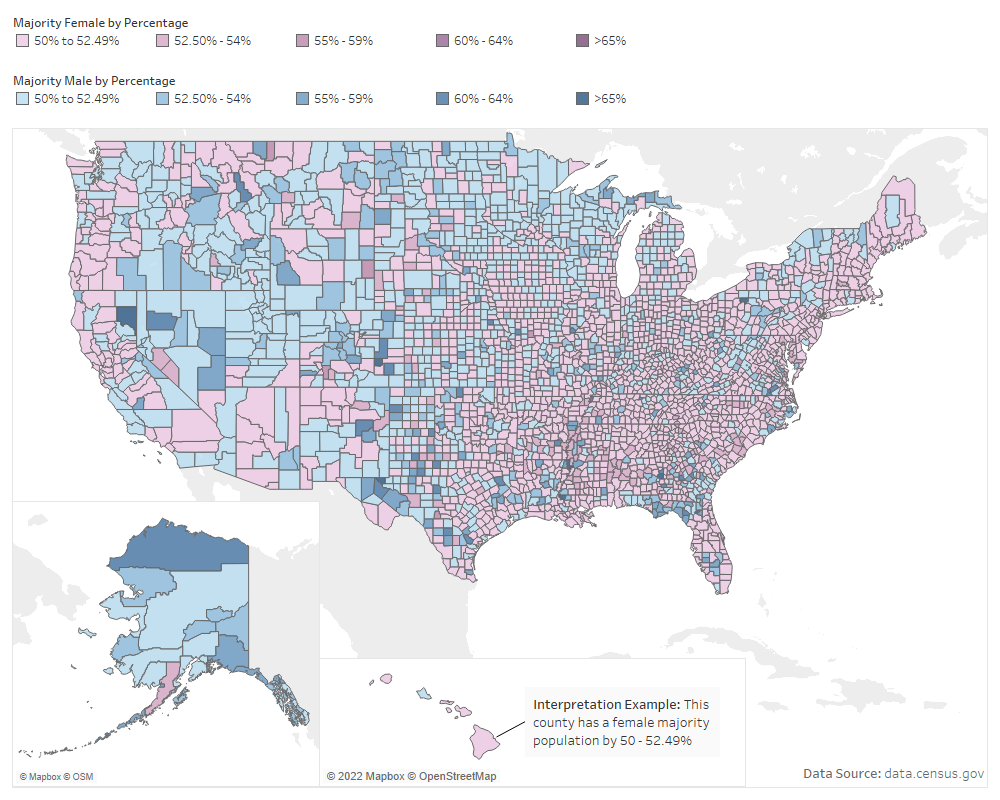 Majority Female by Percentage
50% to 52.49% 52.50% - 54% 55% - 59% 60% - 64% >65%
Majority Male by Percentage
50% to 52.49% 52.50% - 54% 55% - 59% 60% - 64% >65%
Interpretation Example: This
county has a female majority
population by 50 - 52.49%
© Mapbox © OSM
© 2022 Mapbox © OpenStreetMap
Data Source: data.census.gov